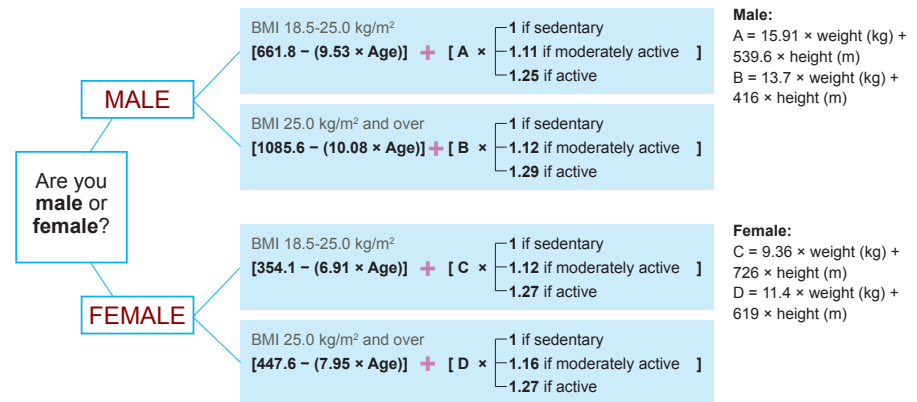 Are you
male or
female?
MALE
BMI 18.5-25.0 kg/m²
[661.8 − (9.53 × Age)] + [ A ×
1 if sedentary
1.11 if moderately active ]
1.25 if active
BMI 25.0 kg/m² and over
[1085.6 − (10.08 × Age)] + [ B ×
1 if sedentary
1.12 if moderately active ]
1.29 if active
Male:
A = 15.91 × weight (kg) +
539.6 × height (m)
B = 13.7 × weight (kg) +
416 × height (m)
FEMALE
BMI 18.5-25.0 kg/m²
[354.1 − (6.91 × Age)] + [ C ×
1 if sedentary
1.12 if moderately active ]
1.27 if active
BMI 25.0 kg/m² and over
[447.6 − (7.95 × Age)] + [ D ×
1 if sedentary
1.16 if moderately active ]
1.27 if active
Female:
C = 9.36 × weight (kg) +
726 × height (m)
D = 11.4 × weight (kg) +
619 × height (m)